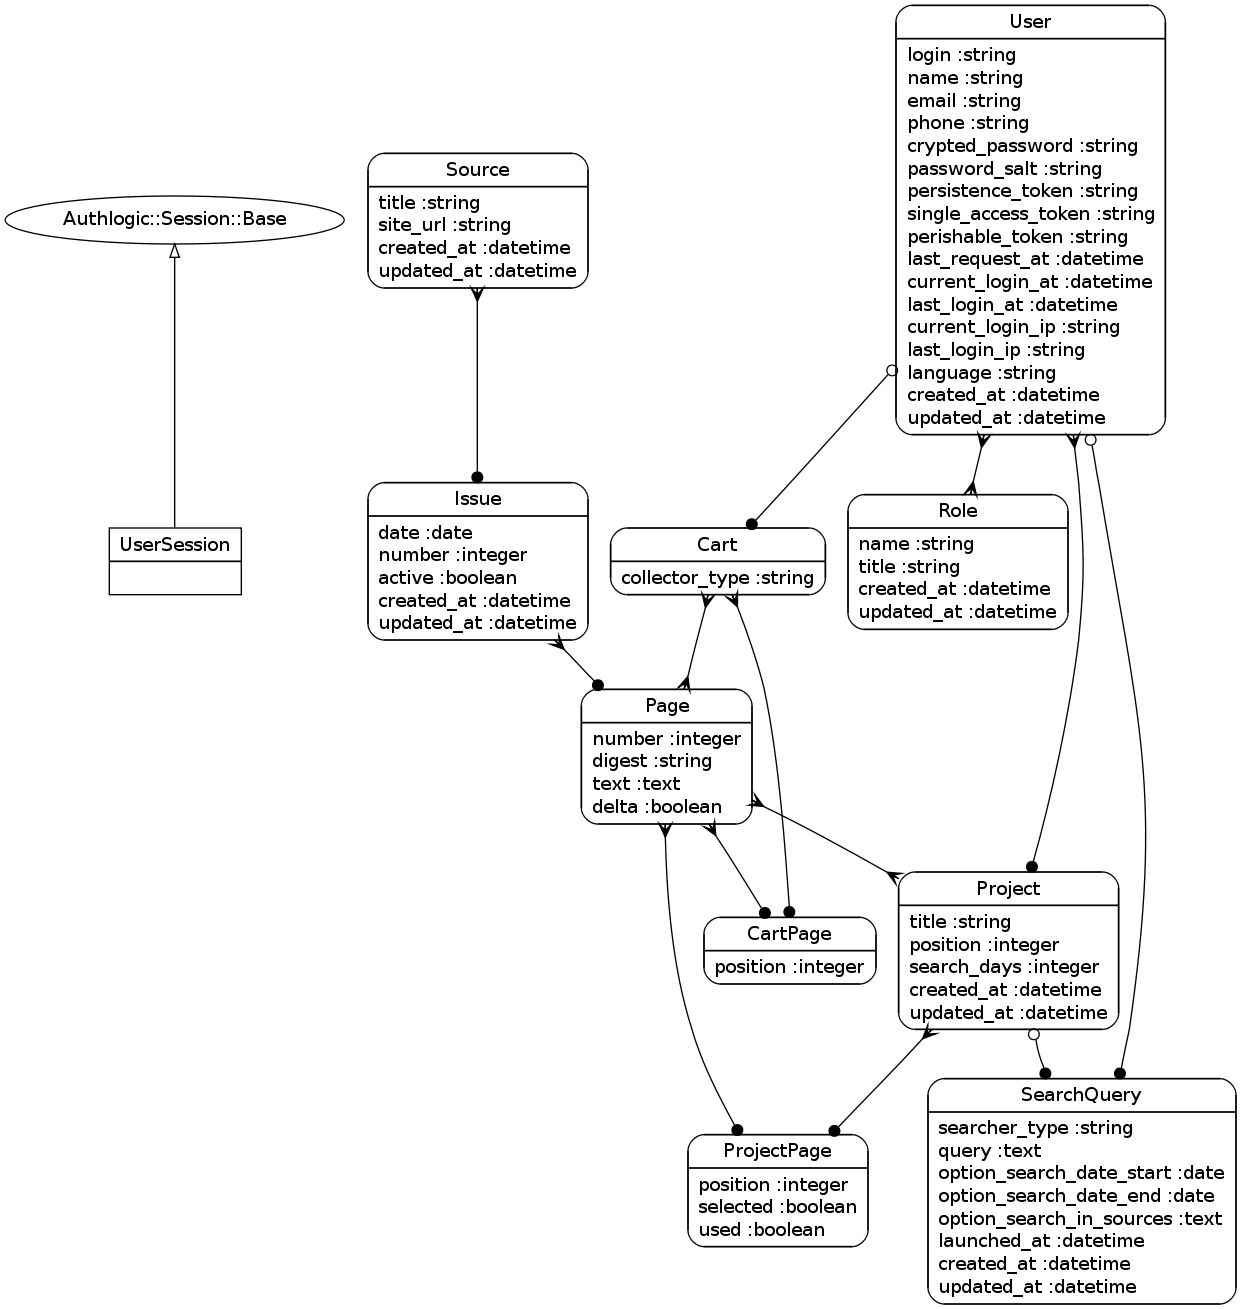 User
login :string
name :string
email :string
phone :string
crypted_password :string
password_salt :string
persistence_token :string
single_access_token :string
perishable_token :string
last_request_at :datetime
current_login_at :datetime
last_login_at :datetime
current_login_ip :string
last_login_ip :string
language :string
created_at :datetime
updated_at :datetime
Source
title :string
site_url :string
created_at :datetime
updated_at :datetime
Authlogic::Session::Base
UserSession
Issue
date :date
number :integer
active :boolean
created_at :datetime
updated_at :datetime
Cart
collector_type :string
Role
name :string
title :string
created_at :datetime
updated_at :datetime
Page
number :integer
digest :string
text :text
delta :boolean
CartPage
position :integer
Project
title :string
position :integer
search_days :integer
created_at :datetime
updated_at :datetime
ProjectPage
position :integer
selected :boolean
used :boolean
SearchQuery
searcher_type :string
query :text
option_search_date_start :date
option_search_date_end :date
option_search_in_sources :text
launched_at :datetime
created_at :datetime
updated_at :datetime